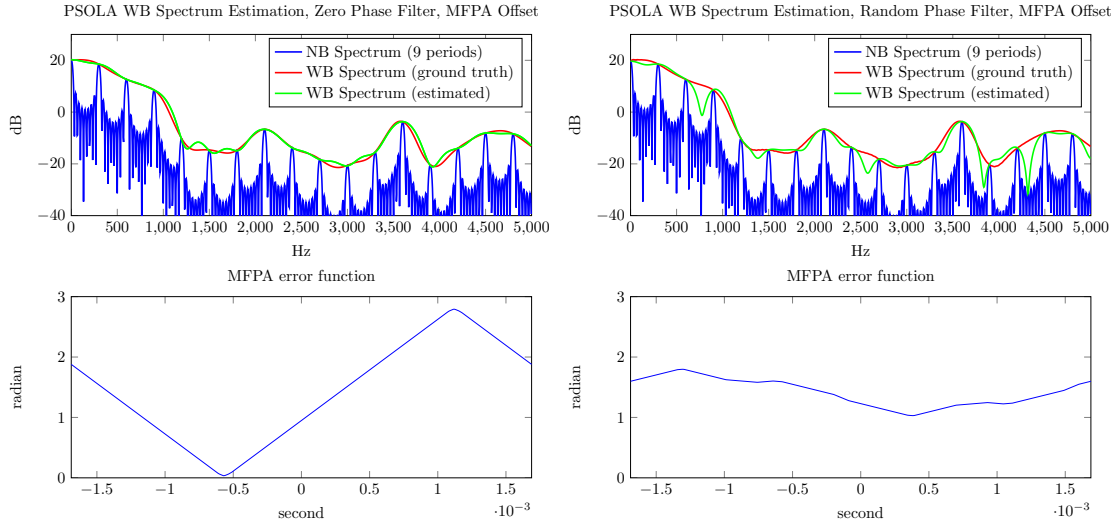 PSOLA WB Spectrum Estimation, Zero Phase Filter, MFPA Offset
20
0
−20
−40
dB
NB Spectrum (9 periods)
WB Spectrum (ground truth)
WB Spectrum (estimated)
0 500 1,000 1,500 2,000 2,500 3,000 3,500 4,000 4,500 5,000
Hz
PSOLA WB Spectrum Estimation, Random Phase Filter, MFPA Offset
20
0
−20
−40
dB
NB Spectrum (9 periods)
WB Spectrum (ground truth)
WB Spectrum (estimated)
0 500 1,000 1,500 2,000 2,500 3,000 3,500 4,000 4,500 5,000
Hz
MFPA error function
3
2
1
0
radian
−1.5 −1 −0.5 0 0.5 1 1.5
second
·10−3
MFPA error function
3
2
1
0
radian
−1.5 −1 −0.5 0 0.5 1 1.5
second
·10−3